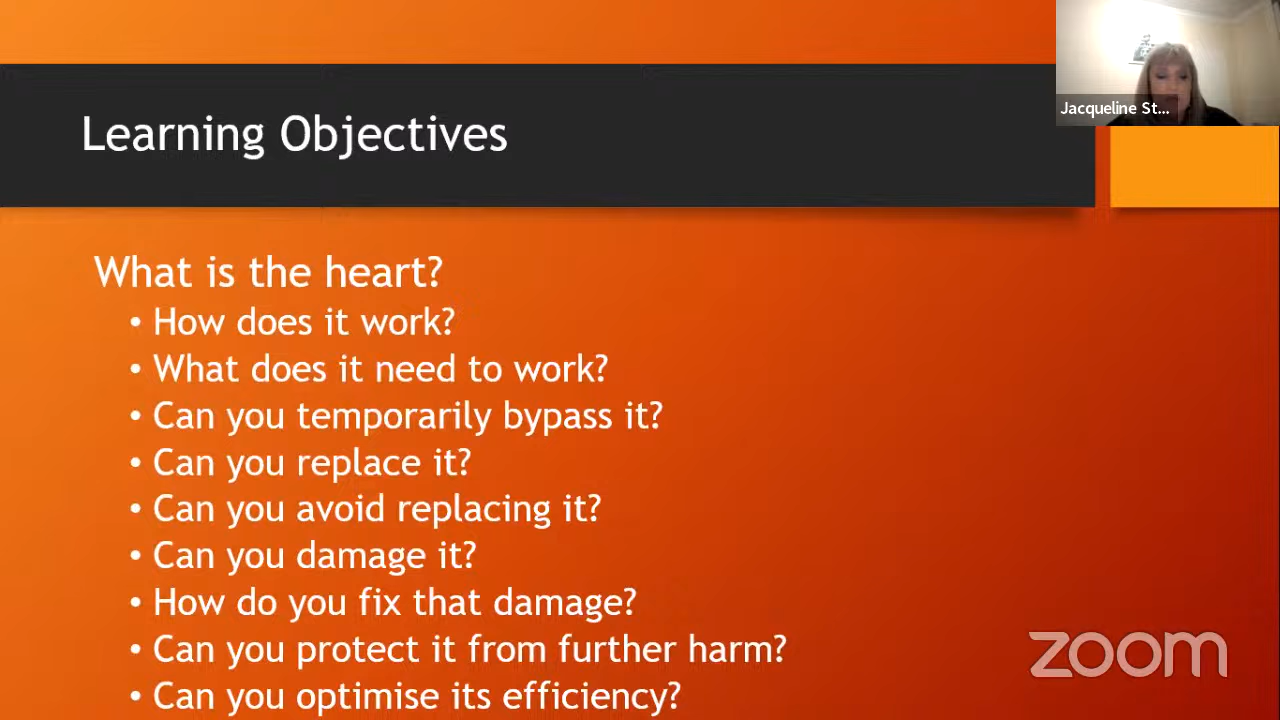 Jacqueline St...
Learning Objectives
What is the heart?
• How does it work?
• What does it need to work?
• Can you temporarily bypass it?
• Can you replace it?
• Can you avoid replacing it?
• Can you damage it?
• How do you fix that damage?
• Can you protect it from further harm?
• Can you optimise its efficiency?
zoom